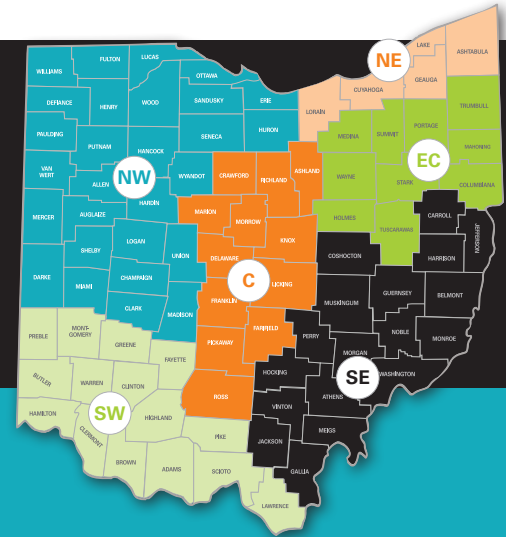 LAKE
ASHTABULA
NE
GEAUGA
CUYAHOGA
LORAIN
TRUMBULL
PORTAGE
SUMMIT
MEDINA
MAHONING
EC
WAYNE
STARK
COLUMBIANA
HOLMES
TUSCARAWAS
FULTON
LUCAS
WILLIAMS
OTTAWA
DEFIANCE
HENRY
WOOD
SANDUSKY
ERIE
PAULDING
PUTNAM
HANCOCK
SENECA
HURON
VAN
WERT
ALLEN
NW
WYANDOT
HARDIN
MERCER
AUGLAIZE
LOGAN
SHELBY
UNION
DARKE
MIAMI
CHAMPAIGN
CLARK
MADISON
CRAWFORD
RICHLAND
ASHLAND
MARION
MORROW
KNOX
DELAWARE
C
LICKING
FRANKLIN
FAIRFIELD
PICKAWAY
ROSS
CARROLL
JEFFERSON
COSHOCTON
HARRISON
MUSKINGUM
GUERNSEY
BELMONT
PERRY
NOBLE
MONROE
MORGAN
SE
WASHINGTON
HOCKING
ATHENS
VINTON
MEIGS
JACKSON
GALLIA
PREBLE
MONT-
GOMERY
GREENE
FAYETTE
BUTLER
WARREN
CLINTON
HAMILTON
SW
CLERMONT
HIGHLAND
PIKE
BROWN
ADAMS
SCIOTO
LAWRENCE